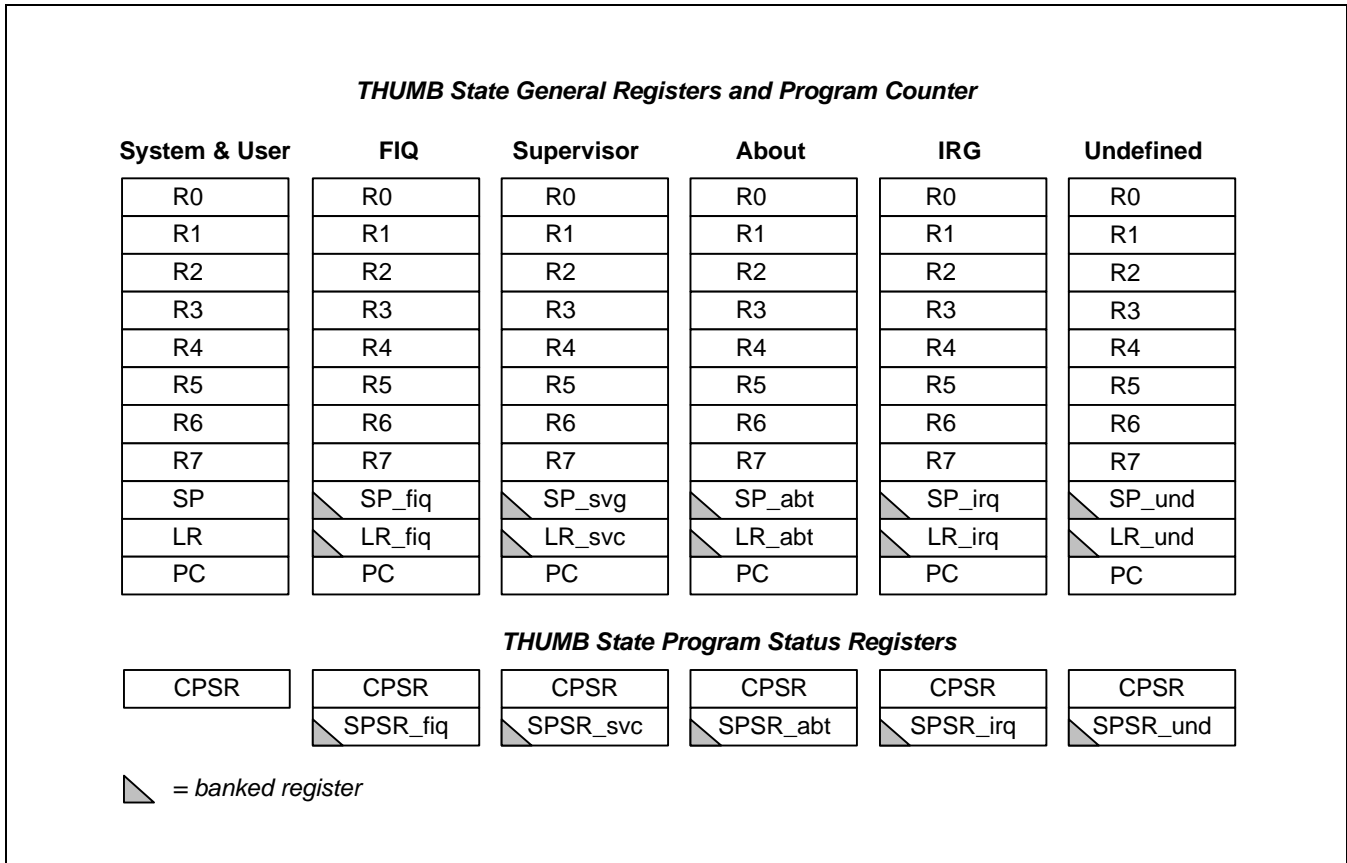 THUMB State General Registers and Program Counter
System & User FIQ Supervisor About IRG Undefined
R0 R0 R0 R0 R0 R0
R1 R1 R1 R1 R1 R1
R2 R2 R2 R2 R2 R2
R3 R3 R3 R3 R3 R3
R4 R4 R4 R4 R4 R4
R5 R5 R5 R5 R5 R5
R6 R6 R6 R6 R6 R6
R7 R7 R7 R7 R7 R7
SP SP_fiq SP_svg SP_abt SP_irq SP_und
LR LR_fiq LR_svc LR_abt LR_irq LR_und
PC PC PC PC PC PC
THUMB State Program Status Registers
CPSR CPSR CPSR CPSR CPSR CPSR
SPSR_fiq SPSR_svc SPSR_abt SPSR_irq SPSR_und
= banked register